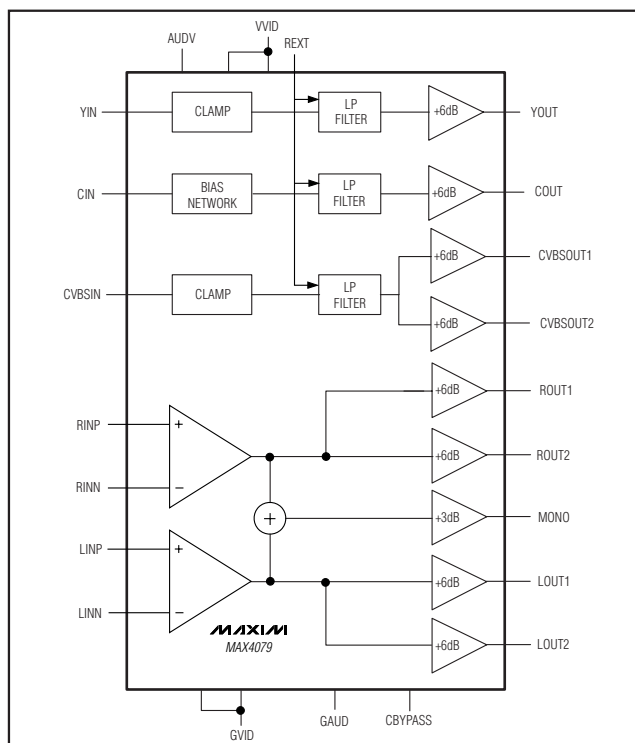 AUDV
VVID
REXT
YIN
CLAMP
LP
FILTER
+6dB
YOUT
CIN
BIAS
NETWORK
LP
FILTER
+6dB
COUT
+6dB
CVBSOUT1
CVBSIN
CLAMP
LP
FILTER
+6dB
CVBSOUT2
+6dB
ROUT1
RINP
+
+6dB
ROUT2
RINN
−
+
+3dB
MONO
LINP
+
+6dB
LOUT1
LINN
−
MAXIM
MAX4079
+6dB
LOUT2
GVID
GAUD
CBYPASS